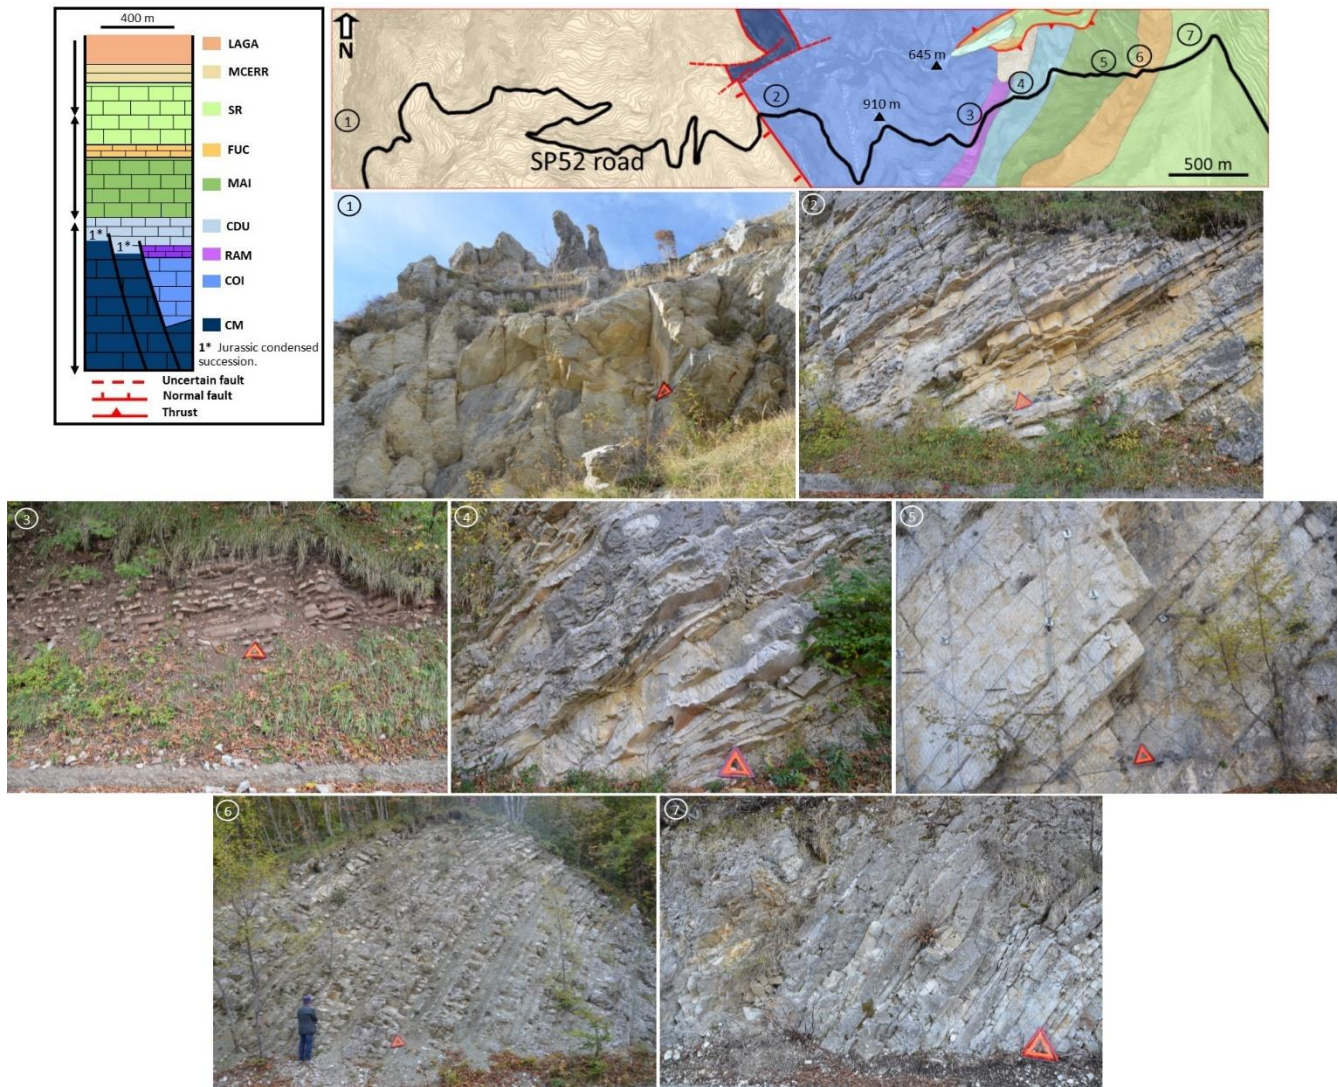 400 m
LAGA
MCERR
SR
FUC
MAI
CDU
1*
1*
RAM
COI
CM
1* Jurassic condensed
succession.
Uncertain fault
Normal fault
Thrust
N
645 m
7
6
5
4
910 m
3
2
1
SP52 road
500 m
1
2
3
4
5
6
7